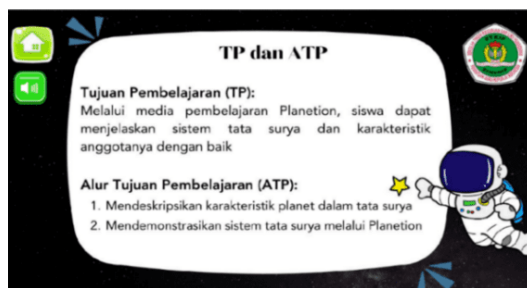 TP dan ATP
Tujuan Pembelajaran (TP):
Melalui media pembelajaran Planetion, siswa dapat
menjelaskan sistem tata surya dan karakteristik
anggotanya dengan baik
Alur Tujuan Pembelajaran (ATP):
1. Mendeskripsikan karakteristik planet dalam tata surya
2. Mendemonstrasikan sistem tata surya melalui Planetion